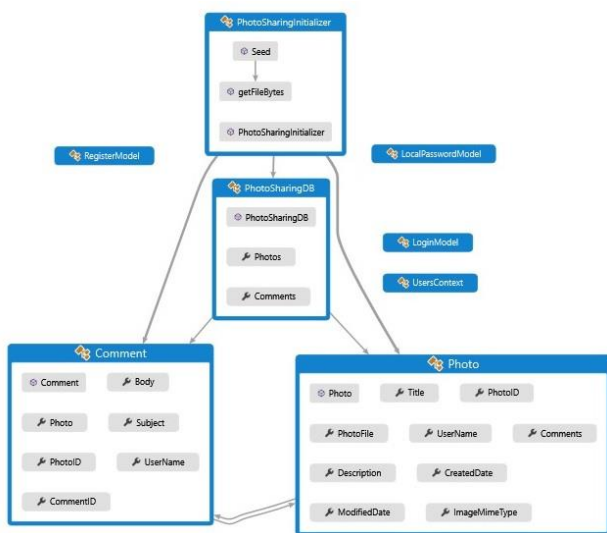 PhotoSharingInitializer
Seed
getFileBytes
PhotoSharingInitializer
RegisterModel
LocalPasswordModel
PhotoSharingDB
PhotoSharingDB
Photos
Comments
LoginModel
UsersContext
Comment
Comment
Body
Photo
Subject
PhotoID
UserName
CommentID
Photo
Photo
Title
PhotoID
PhotoFile
UserName
Comments
Description
CreatedDate
ModifiedDate
ImageMimeType